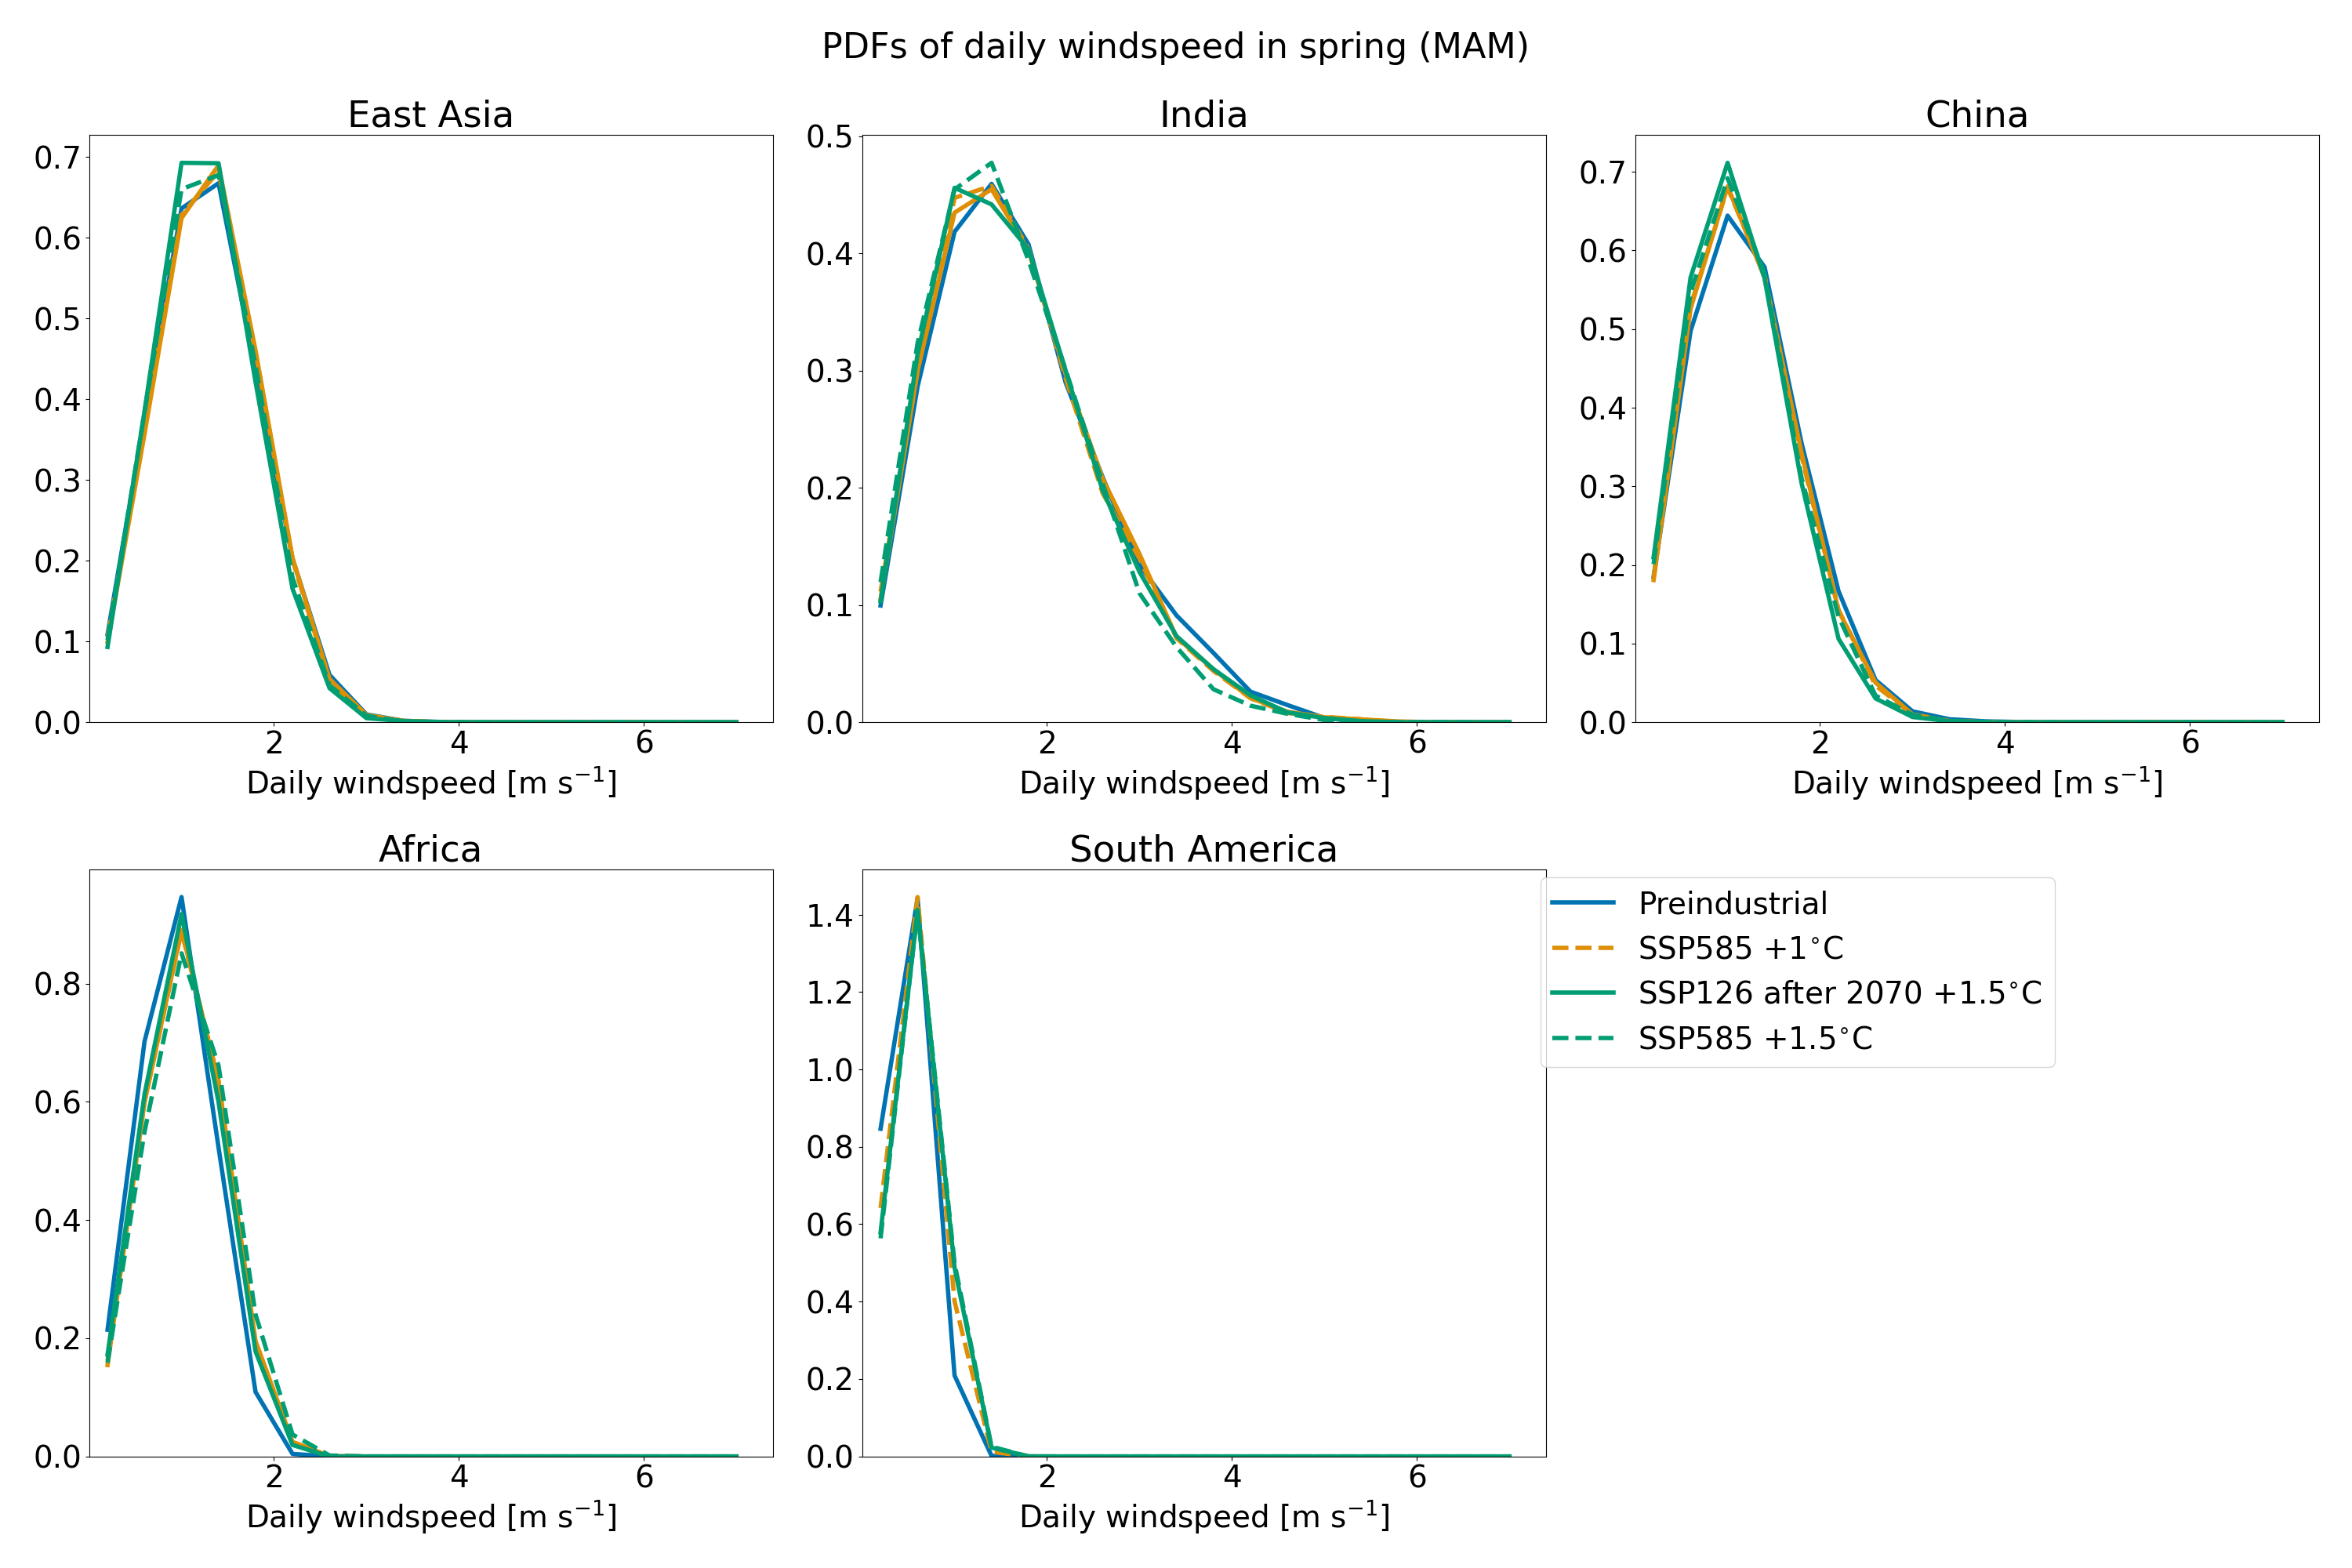 PDFs of daily windspeed in spring (MAM)
East Asia
0.7
0.6
0.5
0.4
0.3
0.2
0.1
0.0
2 4 6
Daily windspeed [m s⁻¹]
India
0.5
0.4
0.3
0.2
0.1
0.0
2 4 6
Daily windspeed [m s⁻¹]
China
0.7
0.6
0.5
0.4
0.3
0.2
0.1
0.0
2 4 6
Daily windspeed [m s⁻¹]
Africa
0.8
0.6
0.4
0.2
0.0
2 4 6
Daily windspeed [m s⁻¹]
South America
1.4
1.2
1.0
0.8
0.6
0.4
0.2
0.0
2 4 6
Daily windspeed [m s⁻¹]
Preindustrial
SSP585 +1°C
SSP126 after 2070 +1.5°C
SSP585 +1.5°C